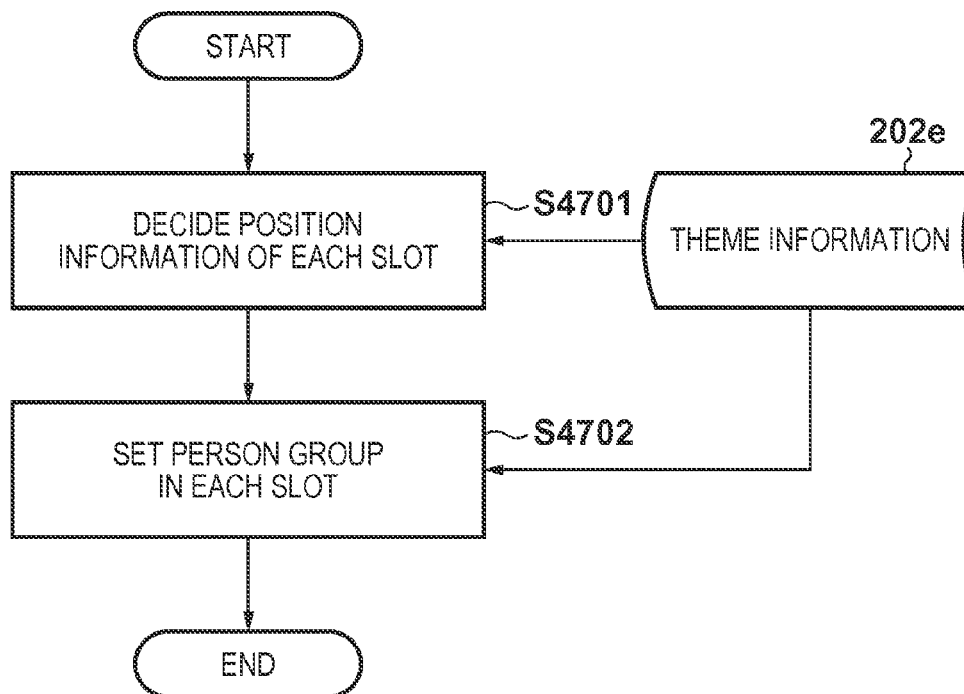 START
202e
S4701
DECIDE POSITION
INFORMATION OF EACH SLOT
THEME INFORMATION
S4702
SET PERSON GROUP
IN EACH SLOT
END